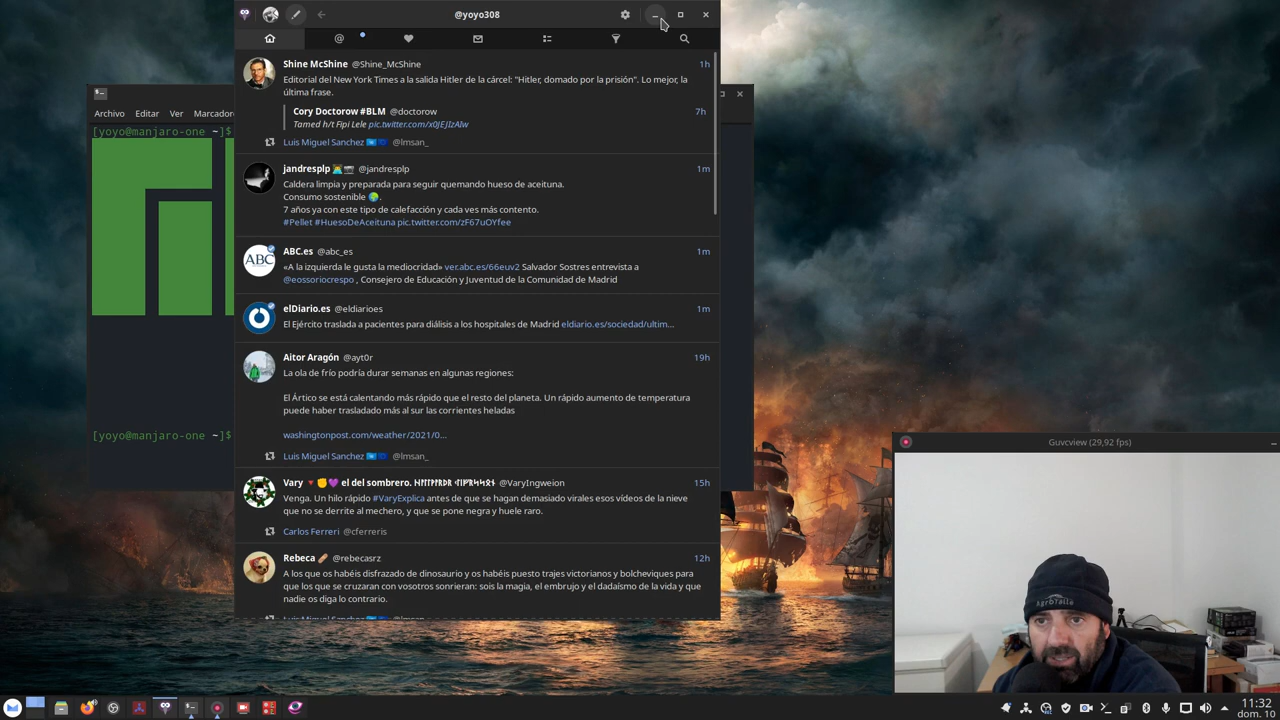 @yoyo308
@
Archivo Editar Ver Marcador
[yoyo@manjaro-one ~]$
[yoyo@manjaro-one ~]$
Shine McShine @Shine_McShine 1h
Editorial del New York Times a la salida Hitler de la cárcel: "Hitler, domado por la prisión". Lo mejor, la
última frase.
Cory Doctorow #BLM @doctorow 7h
Tamed h/t Fipi Lele pic.twitter.com/x0JEJIzAlw
Luis Miguel Sanchez @lmsan_
jandresplp @jandresplp 1m
Caldera limpia y preparada para seguir quemando hueso de aceituna.
Consumo sostenible 🌍.
7 años ya con este tipo de calefacción y cada ves más contento.
#Pellet #HuesoDeAceituna pic.twitter.com/zF67uOYfee
ABC
ABC.es @abc_es 1m
«A la izquierda le gusta la mediocridad» ver.abc.es/66euv2 Salvador Sostres entrevista a
@eossoriocrespo , Consejero de Educación y Juventud de la Comunidad de Madrid
elDiario.es @eldiarioes 1m
El Ejército traslada a pacientes para diálisis a los hospitales de Madrid eldiario.es/sociedad/ultim...
Aitor Aragón @ayt0r 19h
La ola de frío podría durar semanas en algunas regiones:
El Ártico se está calentando más rápido que el resto del planeta. Un rápido aumento de temperatura
puede haber trasladado más al sur las corrientes heladas
washingtonpost.com/weather/2021/0...
Luis Miguel Sanchez @lmsan_
Vary 🔻✊💜 el del sombrero. @VaryIngweion 15h
Venga. Un hilo rápido #VaryExplica antes de que se hagan demasiado virales esos vídeos de la nieve
que no se derrite al mechero, y que se pone negra y huele raro.
Carlos Ferreri @cferreris
Rebeca @rebecasrz 12h
A los que os habéis disfrazado de dinosaurio y os habéis puesto trajes victorianos y bolcheviques para
que los que se cruzaran con vosotros sonrieran: sois la magia, el embrujo y el dadaísmo de la vida y que
nadie os diga lo contrario.
Luis Miguel Sanchez @lmsan_
Guvcview (29,92 fps)
AgroTaile
11:32
dom. 10